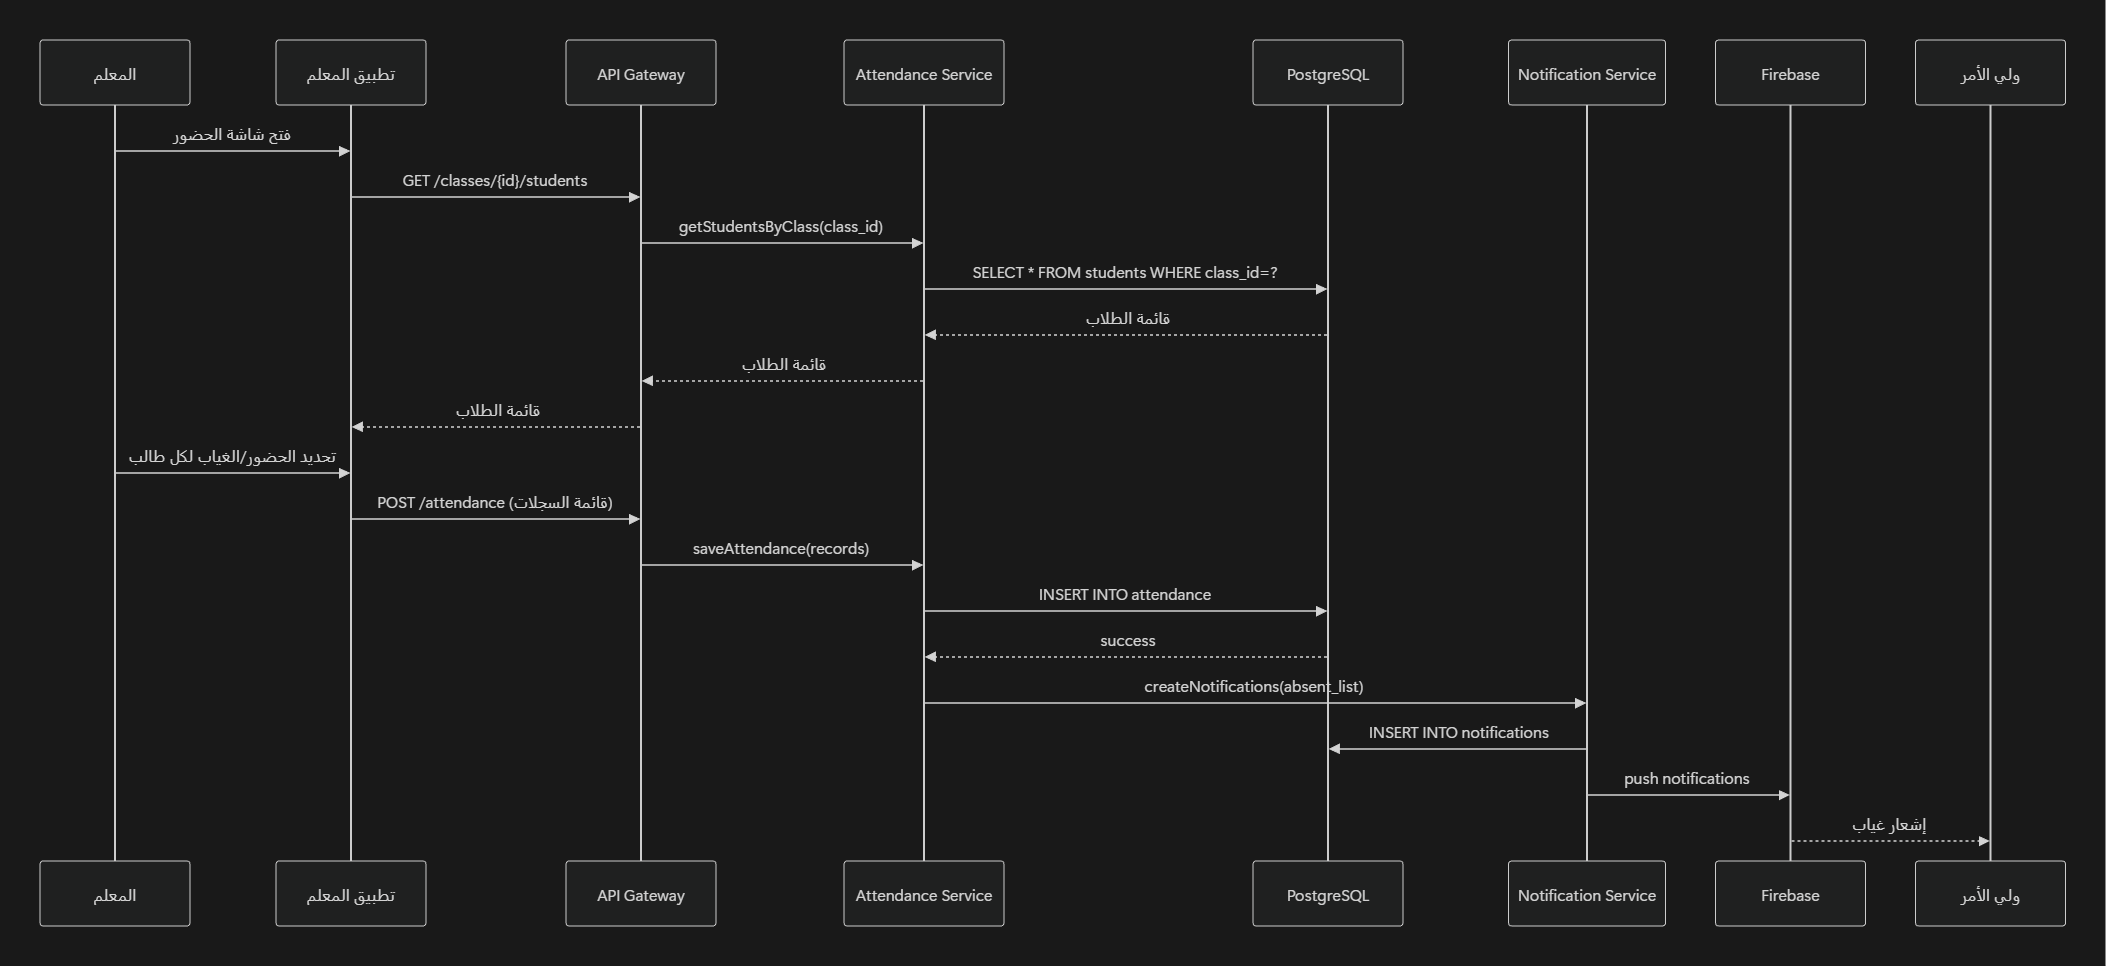 المعلم
تطبيق المعلم
API Gateway
Attendance Service
PostgreSQL
Notification Service
Firebase
ولي الأمر
فتح شاشة الحضور
GET /classes/{id}/students
getStudentsByClass(class_id)
SELECT * FROM students WHERE class_id=?
قائمة الطلاب
قائمة الطلاب
قائمة الطلاب
تحديد الحضور/الغياب لكل طالب
POST /attendance (قائمة السجلات)
saveAttendance(records)
INSERT INTO attendance
success
createNotifications(absent_list)
INSERT INTO notifications
push notifications
إشعار غياب
المعلم
تطبيق المعلم
API Gateway
Attendance Service
PostgreSQL
Notification Service
Firebase
ولي الأمر